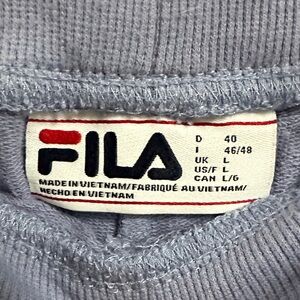 FILA
D 40
I 46/48
UK L
US/F L
CAN L/G
MADE IN VIETNAM/FABRIQUÉ AU VIETNAM/
HECHO EN VIETNAM